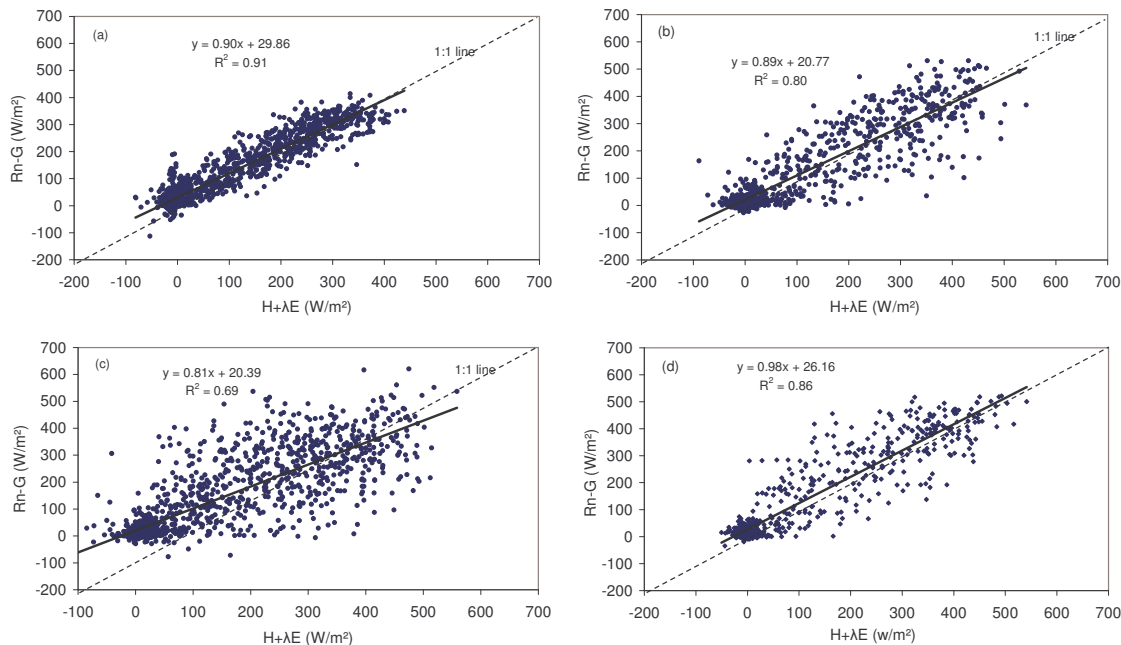 (a)
y = 0.90x + 29.86
R² = 0.91
1:1 line
700
600
500
400
300
200
100
0
-100
-200
Rn-G (W/m²)
-200 -100 0 100 200 300 400 500 600 700
H+λE (W/m²)
(b)
y = 0.89x + 20.77
R² = 0.80
1:1 line
700
600
500
400
300
200
100
0
-100
-200
Rn-G (W/m²)
-200 -100 0 100 200 300 400 500 600 700
H+λE (W/m²)
(c)
y = 0.81x + 20.39
R² = 0.69
1:1 line
700
600
500
400
300
200
100
0
-100
-200
Rn-G (W/m²)
-100 0 100 200 300 400 500 600 700
H+λE (W/m²)
(d)
y = 0.98x + 26.16
R² = 0.86
700
600
500
400
300
200
100
0
-100
-200
Rn-G (W/m²)
-200 -100 0 100 200 300 400 500 600 700
H+λE (w/m²)